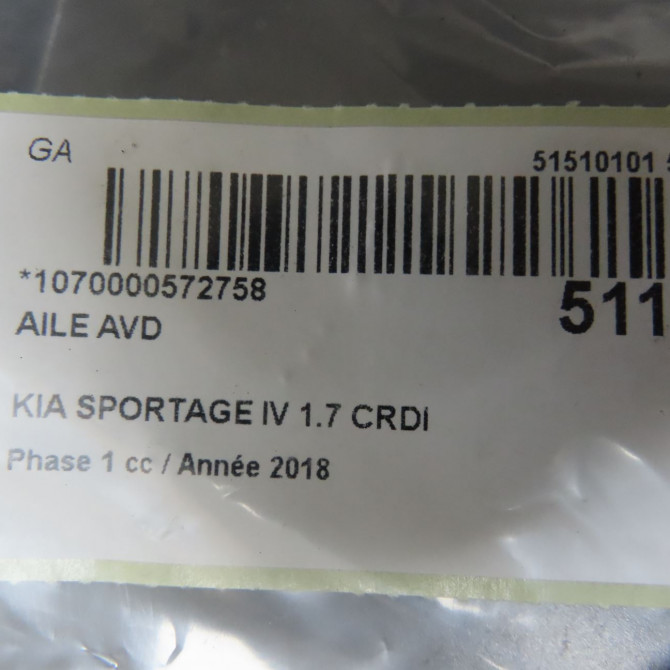 GA
51510101
*1070000572758
511
AILE AVD
KIA SPORTAGE IV 1.7 CRDI
Phase 1 cc / Année 2018